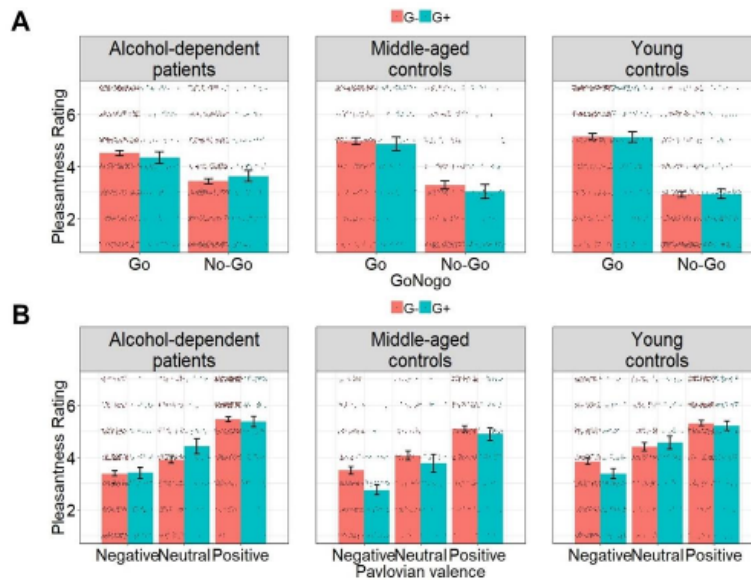 A
G- G+
Alcohol-dependent
patients
Middle-aged
controls
Young
controls
Pleasantness Rating
6
4
2
Go No-Go
Go No-Go
Go No-Go
GoNogo
B
G- G+
Alcohol-dependent
patients
Middle-aged
controls
Young
controls
Pleasantness Rating
6
4
2
Negative Neutral Positive
Negative Neutral Positive
Negative Neutral Positive
Pavlovian valence